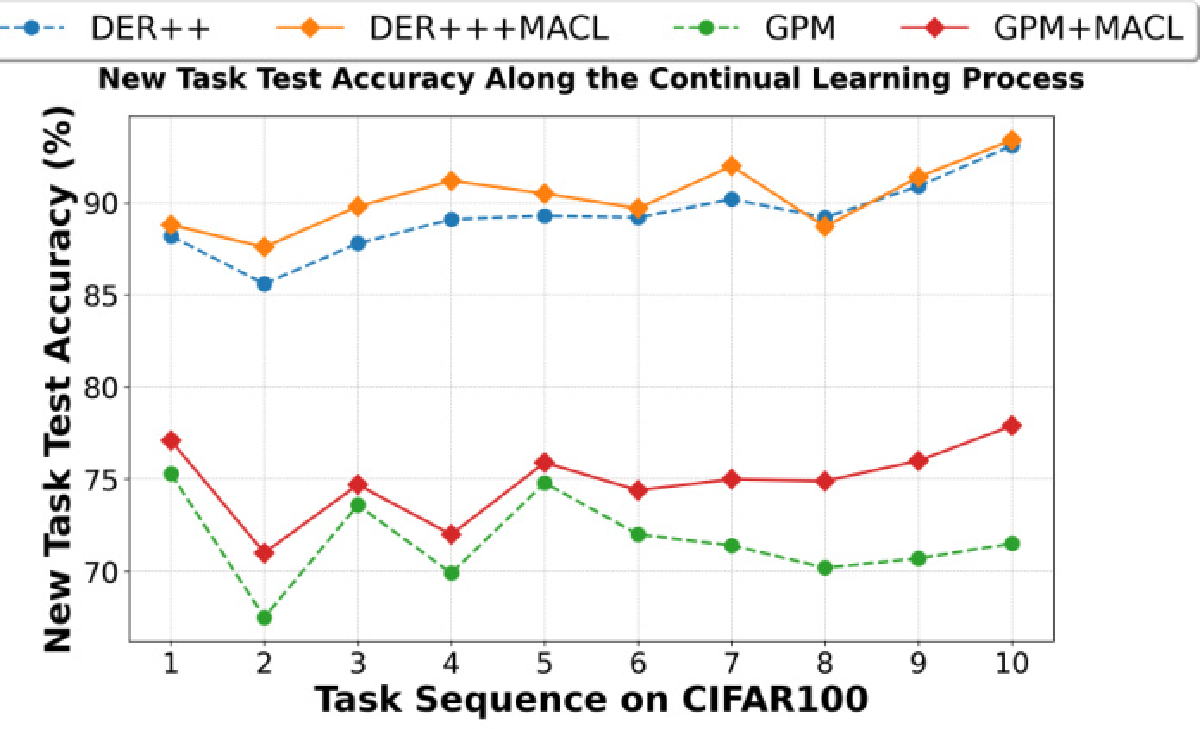 DER++ DER+++MACL GPM GPM+MACL
New Task Test Accuracy Along the Continual Learning Process
New Task Test Accuracy (%)
90
85
80
75
70
1 2 3 4 5 6 7 8 9 10
Task Sequence on CIFAR100